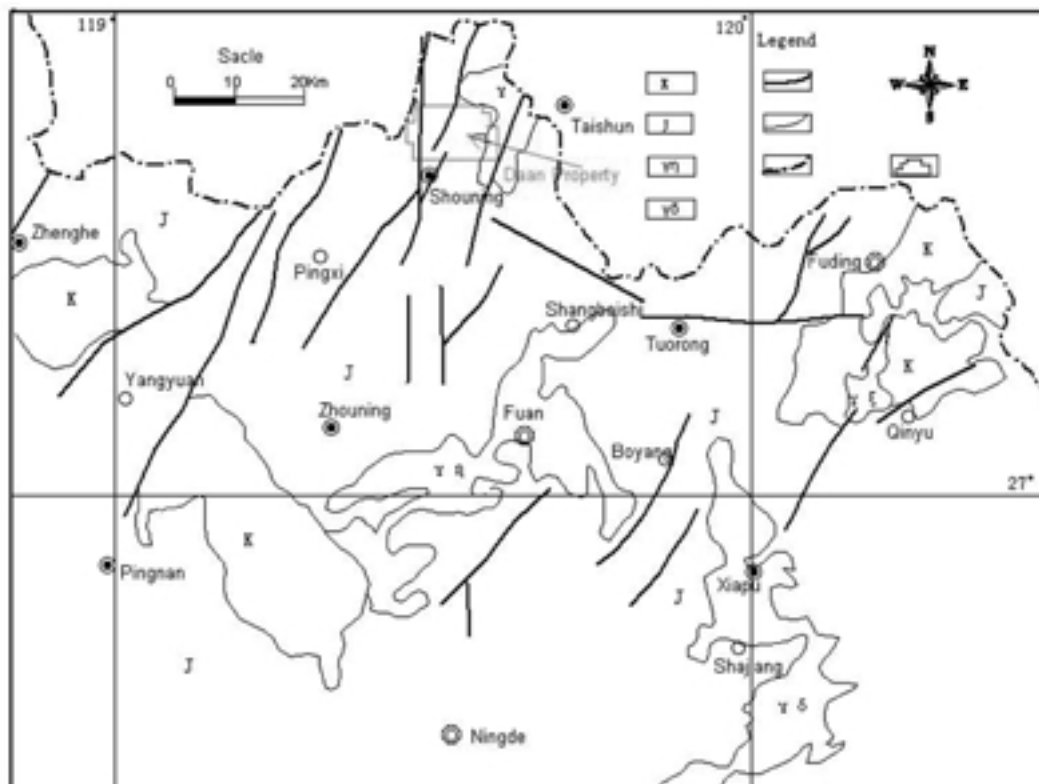 119°
120°
Legend
Sacle
0 10 20Km
N
W E
S
K
J
γη
γδ
γ
Taishun
Daan Property
Shouning
J
Zhenghe
K
Pingxi
Fuding
K
J
Shangbaishi
Tuorong
K
Yangyuan
J
γ ξ
Zhouning
Fuan
J
Qinyu
Boyang
γ η
27°
K
Pingnan
Xiapu
J
J
Shajiang
γ δ
Ningde